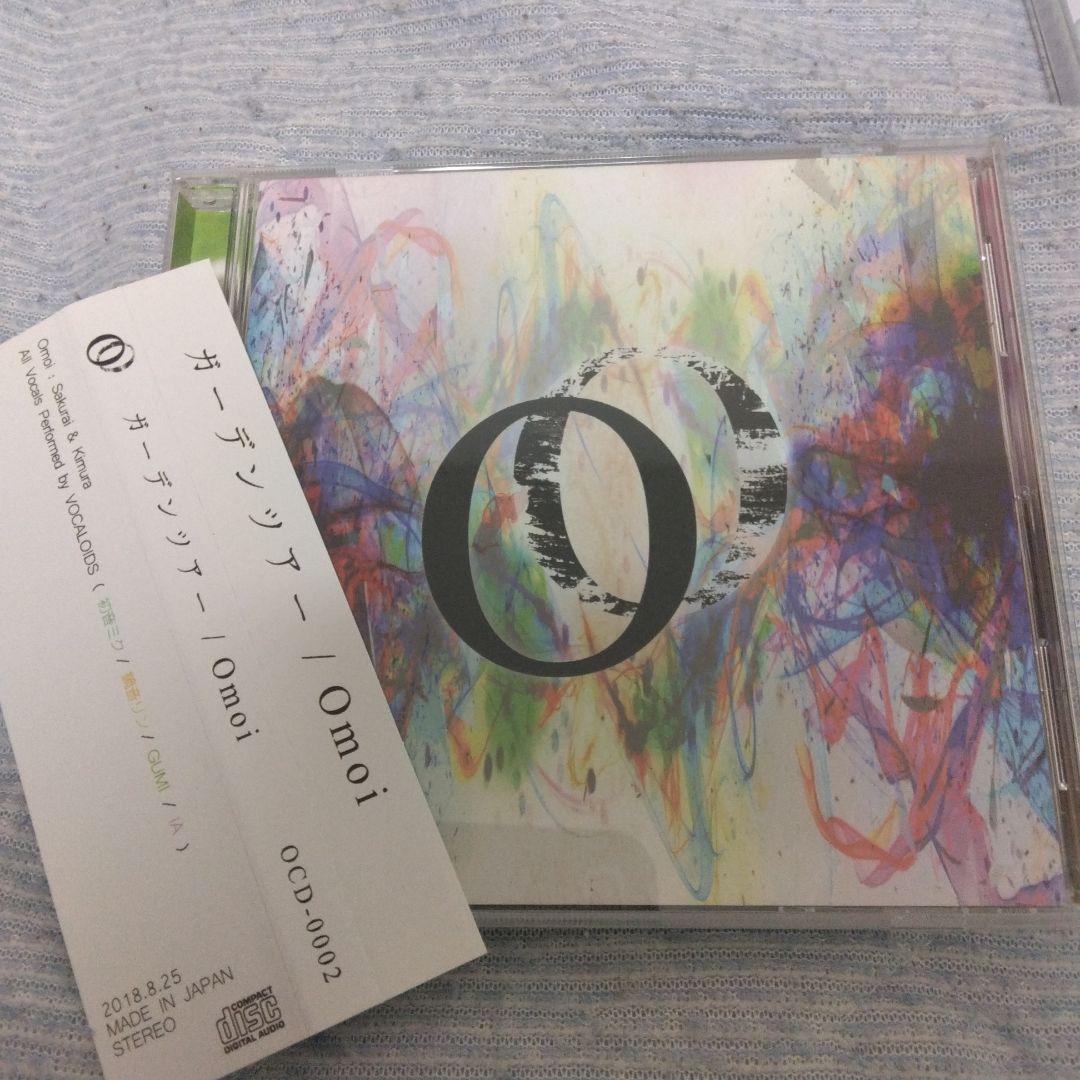 ガーデンツァー / Omoi
OCD-0002
ガーデンツァー / Omoi
Omoi : Sakurai & Kimura
All Vocals Performed by VOCALOIDS ( 初音ミク / 鏡音リン / GUMI / IA )
2018.8.25
MADE IN JAPAN
STEREO
COMPACT
disc
DIGITAL AUDIO